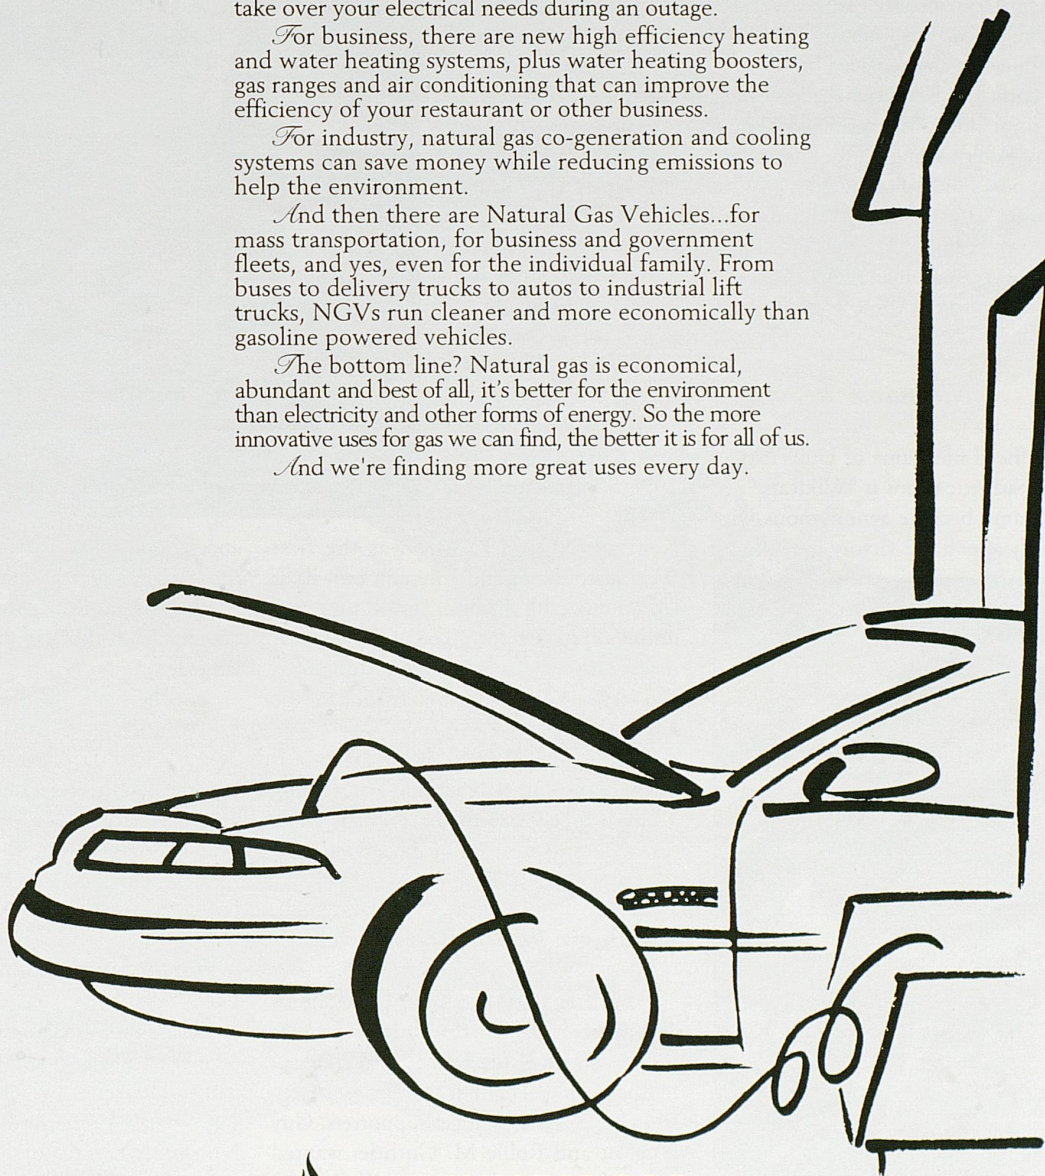 take over your electrical needs during an outage.
For business, there are new high efficiency heating
and water heating systems, plus water heating boosters,
gas ranges and air conditioning that can improve the
efficiency of your restaurant or other business.
For industry, natural gas co-generation and cooling
systems can save money while reducing emissions to
help the environment.
And then there are Natural Gas Vehicles...for
mass transportation, for business and government
fleets, and yes, even for the individual family. From
buses to delivery trucks to autos to industrial lift
trucks, NGVs run cleaner and more economically than
gasoline powered vehicles.
The bottom line? Natural gas is economical,
abundant and best of all, it's better for the environment
than electricity and other forms of energy. So the more
innovative uses for gas we can find, the better it is for all of us.
And we're finding more great uses every day.